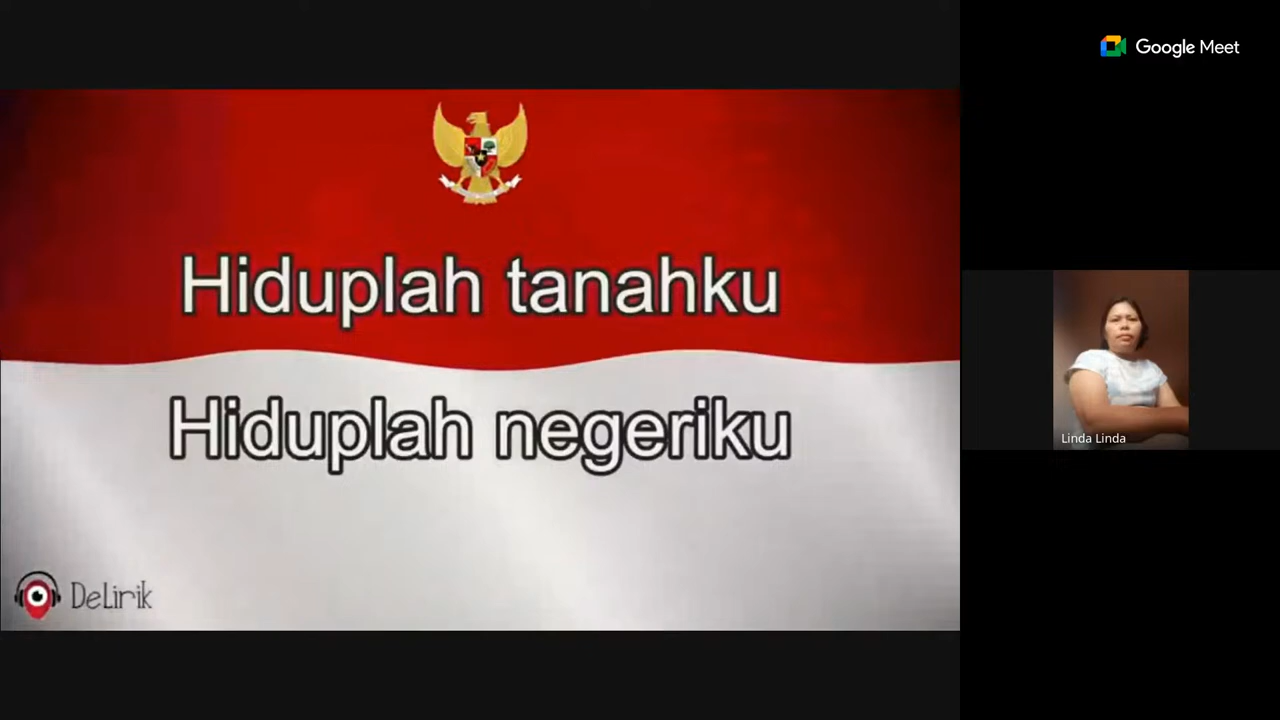 Google Meet
Hiduplah tanahku
Hiduplah negeriku
DeLirik
Linda Linda